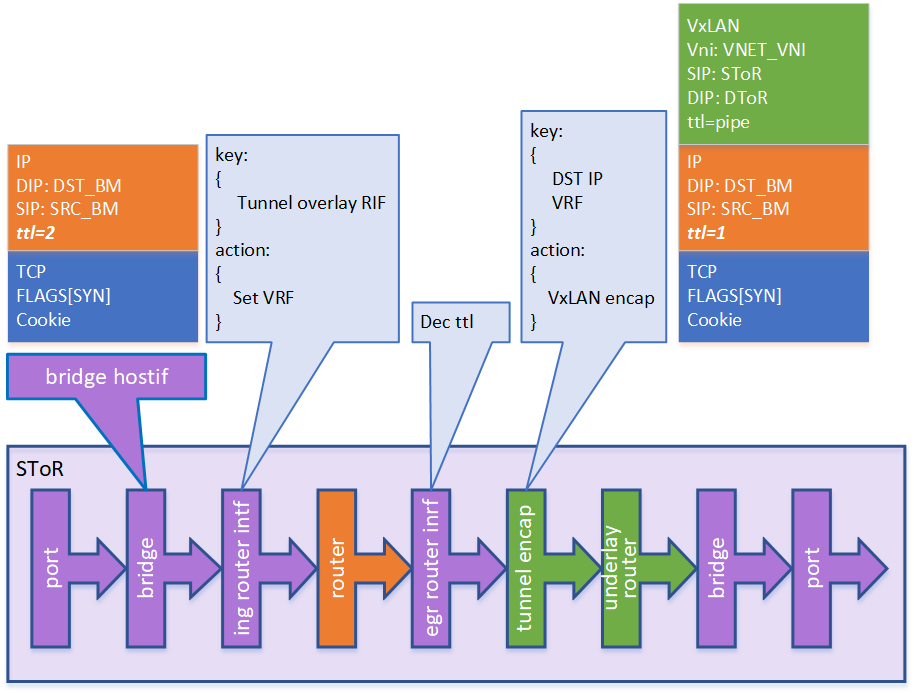 VxLAN
Vni: VNET_VNI
SIP: SToR
DIP: DToR
ttl=pipe
IP
DIP: DST_BM
SIP: SRC_BM
ttl=2
TCP
FLAGS[SYN]
Cookie
key:
{
Tunnel overlay RIF
}
action:
{
Set VRF
}
Dec ttl
key:
{
DST IP
VRF
}
action:
{
VxLAN encap
}
IP
DIP: DST_BM
SIP: SRC_BM
ttl=1
TCP
FLAGS[SYN]
Cookie
bridge hostif
SToR
port
bridge
ing router intf
router
egr router inrf
tunnel encap
underlay
router
bridge
port